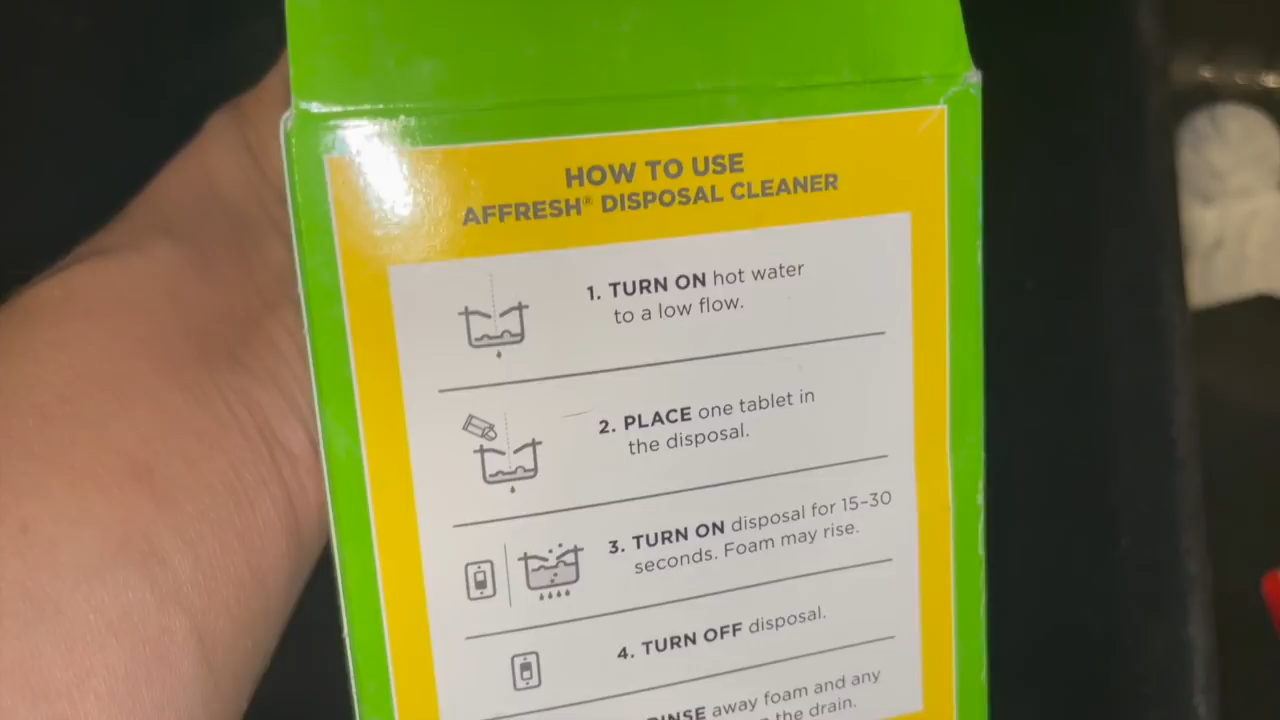 HOW TO USE
AFFRESH® DISPOSAL CLEANER
1. TURN ON hot water
to a low flow.
2. PLACE one tablet in
the disposal.
3. TURN ON disposal for 15–30
seconds. Foam may rise.
4. TURN OFF disposal.
RINSE away foam and any
the drain.